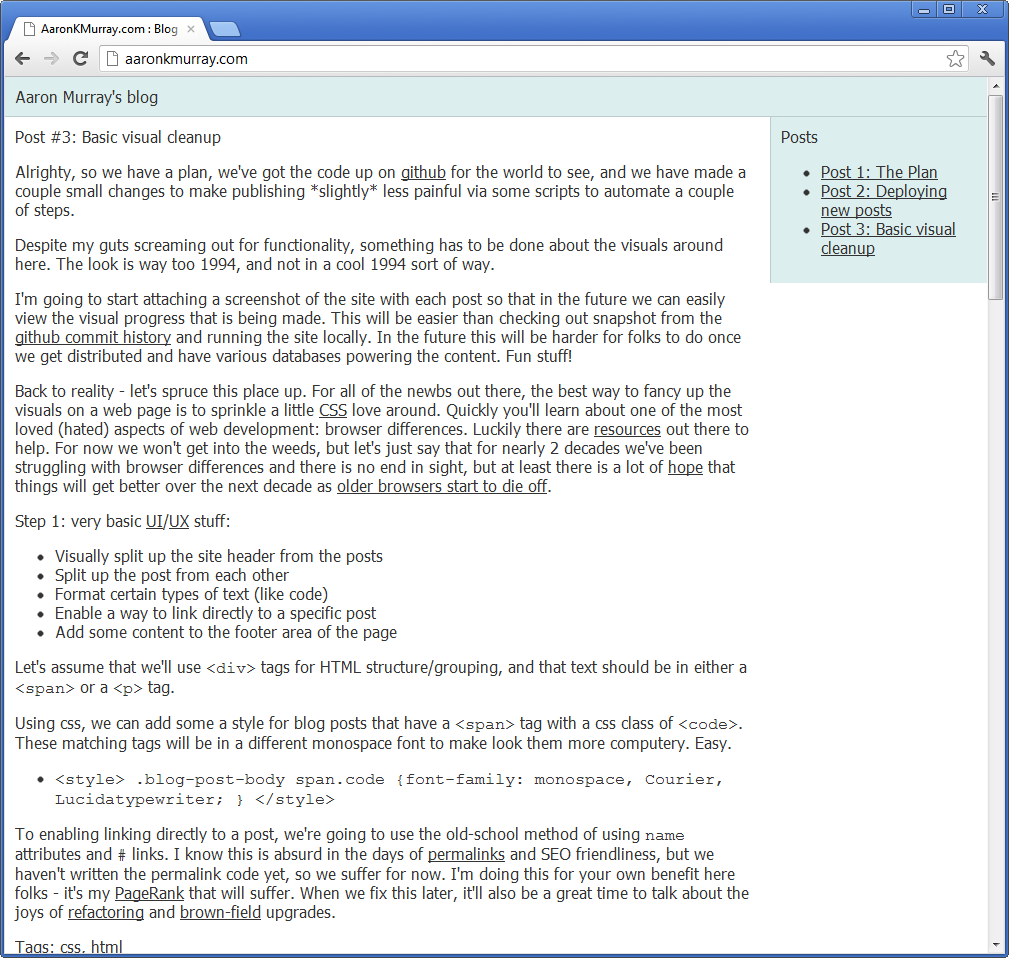 AaronKMurray.com : Blog
aaronkmurray.com
Aaron Murray's blog
Post #3: Basic visual cleanup
Alrighty, so we have a plan, we've got the code up on github for the world to see, and we have made a
couple small changes to make publishing *slightly* less painful via some scripts to automate a couple
of steps.
Despite my guts screaming out for functionality, something has to be done about the visuals around
here. The look is way too 1994, and not in a cool 1994 sort of way.
I'm going to start attaching a screenshot of the site with each post so that in the future we can easily
view the visual progress that is being made. This will be easier than checking out snapshot from the
github commit history and running the site locally. In the future this will be harder for folks to do once
we get distributed and have various databases powering the content. Fun stuff!
Back to reality - let's spruce this place up. For all of the newbs out there, the best way to fancy up the
visuals on a web page is to sprinkle a little CSS love around. Quickly you'll learn about one of the most
loved (hated) aspects of web development: browser differences. Luckily there are resources out there to
help. For now we won't get into the weeds, but let's just say that for nearly 2 decades we've been
struggling with browser differences and there is no end in sight, but at least there is a lot of hope that
things will get better over the next decade as older browsers start to die off.
Step 1: very basic UI/UX stuff:
Visually split up the site header from the posts
Split up the post from each other
Format certain types of text (like code)
Enable a way to link directly to a specific post
Add some content to the footer area of the page
Let's assume that we'll use <div> tags for HTML structure/grouping, and that text should be in either a
<span> or a <p> tag.
Using css, we can add some a style for blog posts that have a <span> tag with a css class of <code>.
These matching tags will be in a different monospace font to make look them more computery. Easy.
<style> .blog-post-body span.code {font-family: monospace, Courier,
Lucidatypewriter; } </style>
To enabling linking directly to a post, we're going to use the old-school method of using name
attributes and # links. I know this is absurd in the days of permalinks and SEO friendliness, but we
haven't written the permalink code yet, so we suffer for now. I'm doing this for your own benefit here
folks - it's my PageRank that will suffer. When we fix this later, it'll also be a great time to talk about the
joys of refactoring and brown-field upgrades.
Tags: css, html
Posts
Post 1: The Plan
Post 2: Deploying
new posts
Post 3: Basic visual
cleanup